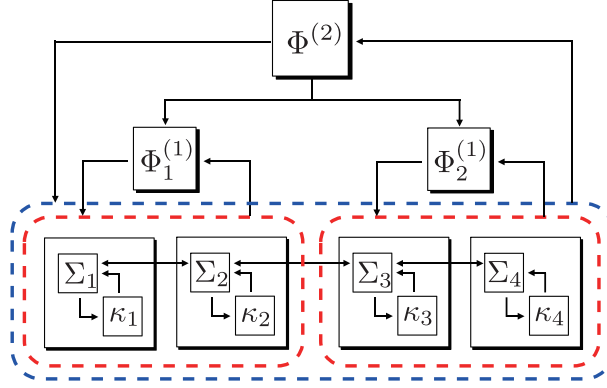 Φ^(2)
Φ_1^(1) Φ_2^(1)
Σ_1 Σ_2 Σ_3 Σ_4
κ_1 κ_2 κ_3 κ_4